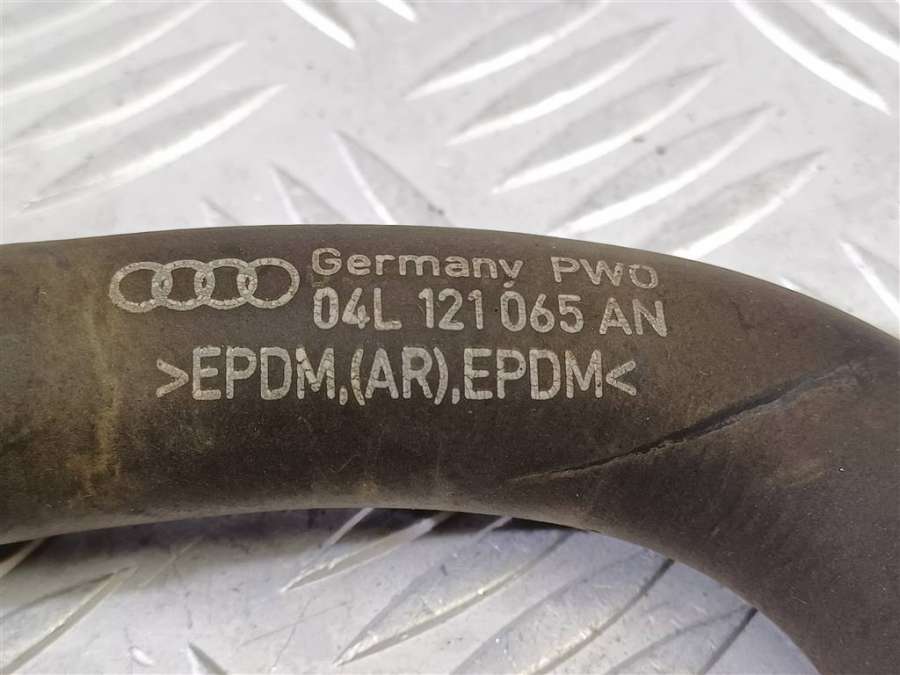 Germany PWO
04L 121 065 AN
>EPDM,(AR),EPDM<